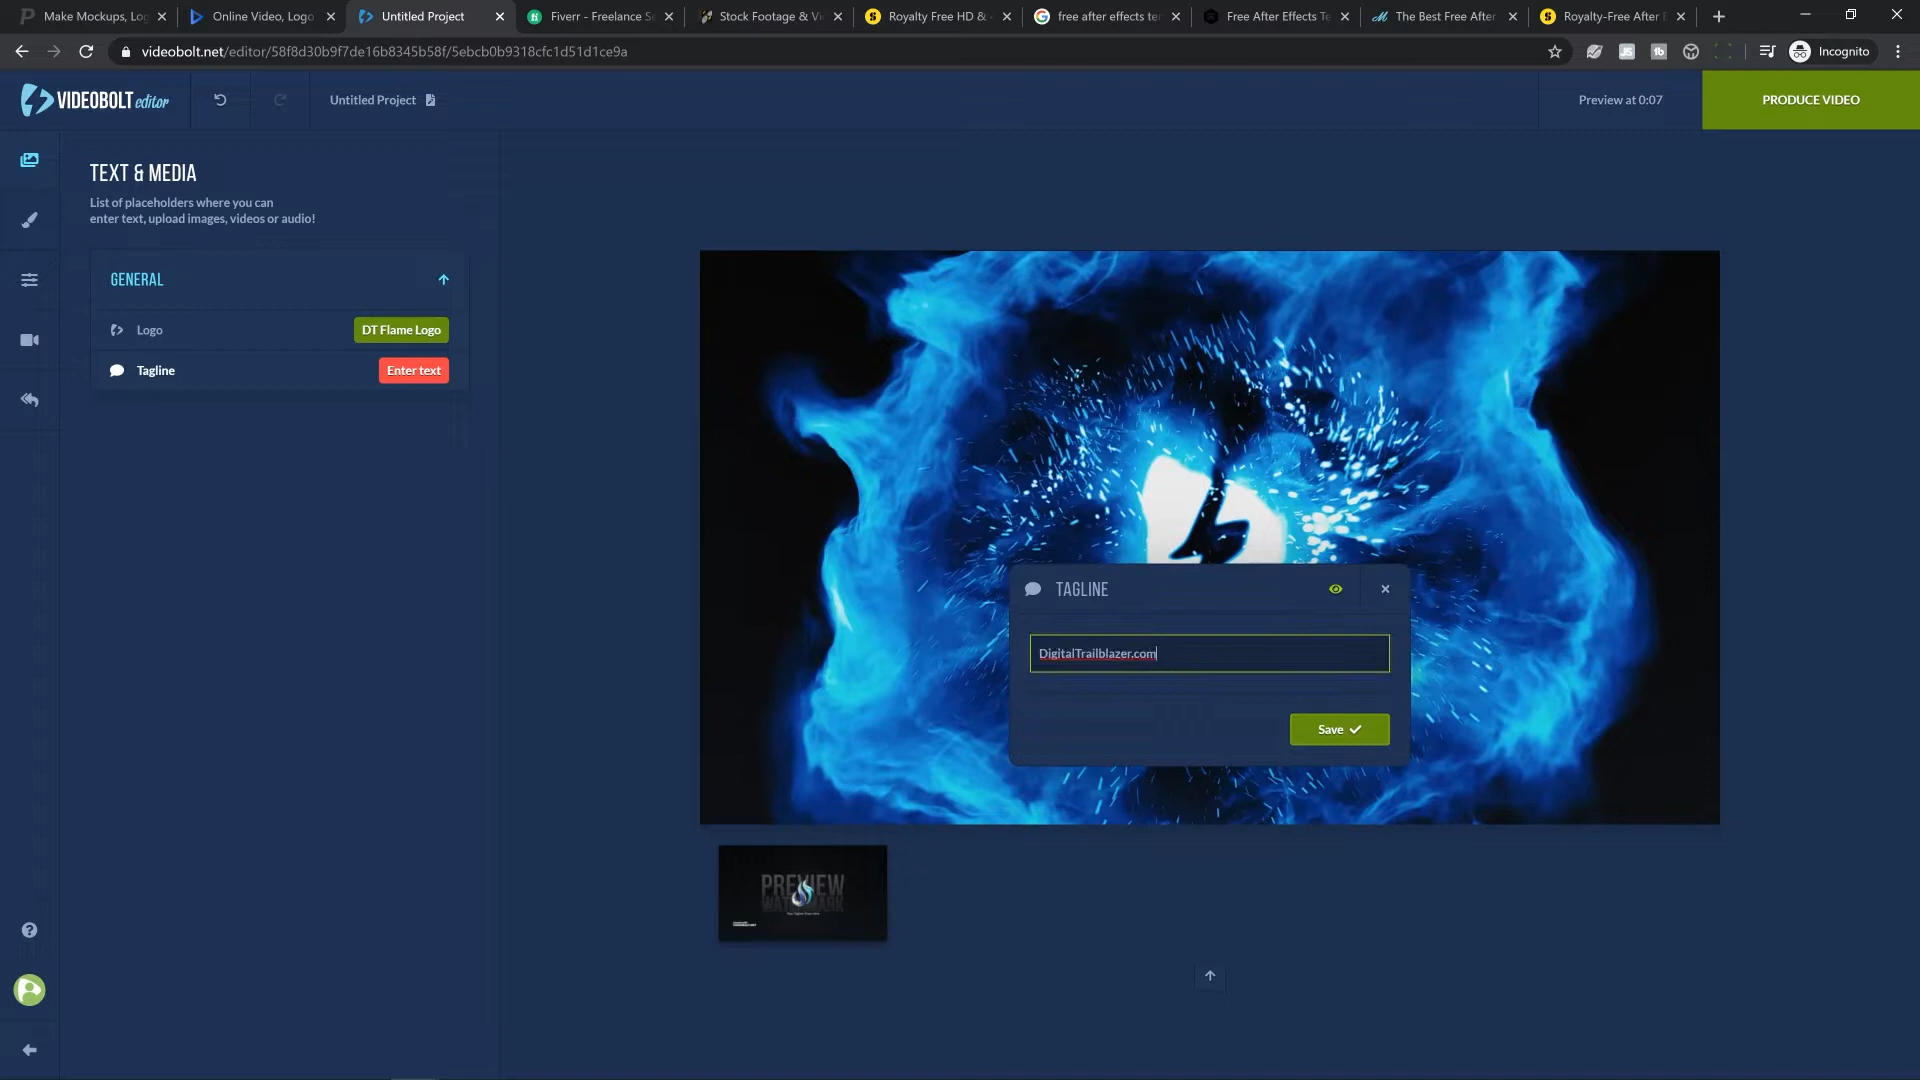 Make Mockups, Log
Online Video, Logo
Untitled Project
Fiverr - Freelance Se
Stock Footage & Vi
Royalty Free HD &
free after effects te
Free After Effects Te
The Best Free After
Royalty-Free After E
videobolt.net/editor/58f8d30b9f7de16b8345b58f/5ebcb0b9318cfc1d51d1ce9a
Incognito
VIDEOBOLT editor
Untitled Project
Preview at 0:07
PRODUCE VIDEO
TEXT & MEDIA
List of placeholders where you can
enter text, upload images, videos or audio!
GENERAL
Logo
DT Flame Logo
Tagline
Enter text
TAGLINE
DigitalTrailblazer.com
Save
PREVIEW
WATERMARK